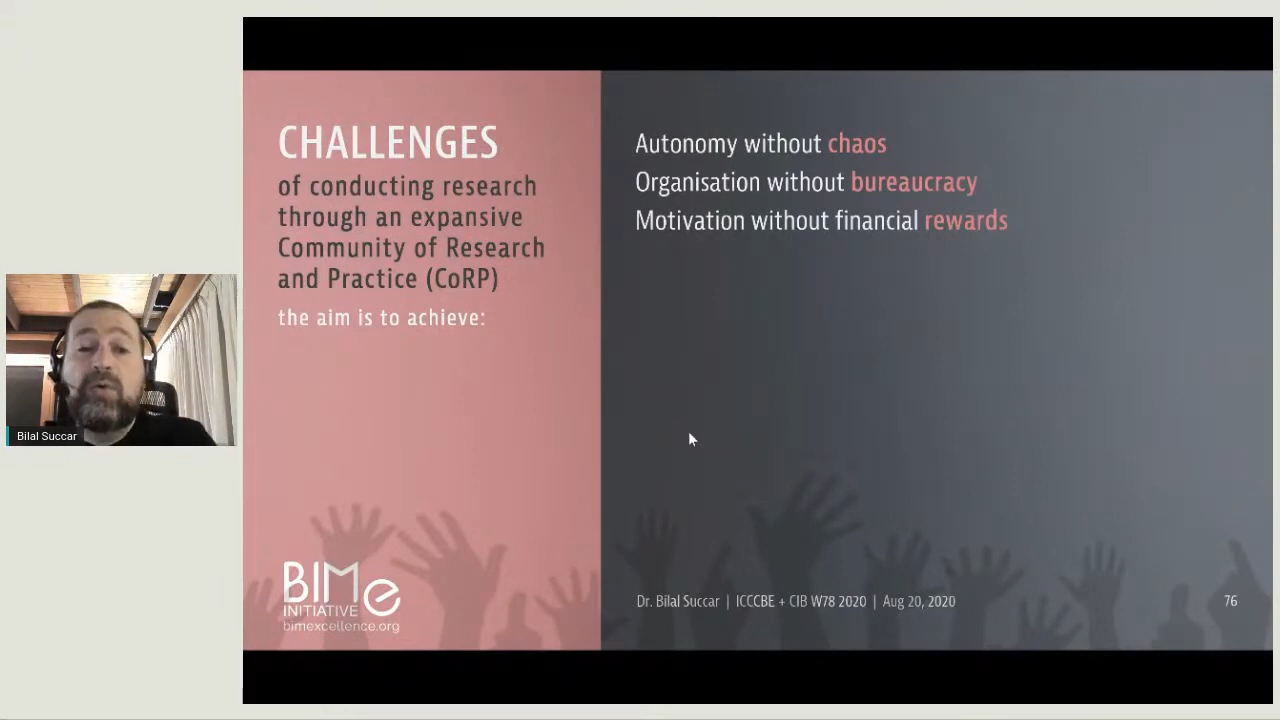 CHALLENGES
of conducting research
through an expansive
Community of Research
and Practice (CoRP)
the aim is to achieve:
Autonomy without chaos
Organisation without bureaucracy
Motivation without financial rewards
Bilal Succar
BIMe
INITIATIVE
bimexcellence.org
Dr. Bilal Succar | ICCCBE + CIB W78 2020 | Aug 20, 2020
76